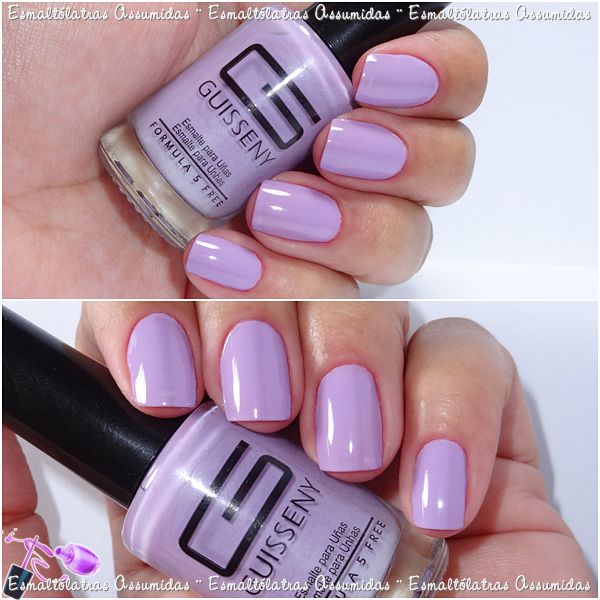 Esmaltólatras Assumidas ~ Esmaltólatras Assumidas ~ Esmaltólatras Assumidas
G
GUISSENY
Esmalte para Uñas
Esmalte para Unhas
FORMULA 5 FREE
G
GUISSENY
Esmalte para Uñas
Esmalte para Unhas
FORMULA 5 FREE
Esmaltólatras Assumidas ~ Esmaltólatras Assumidas ~ Esmaltólatras Assumidas